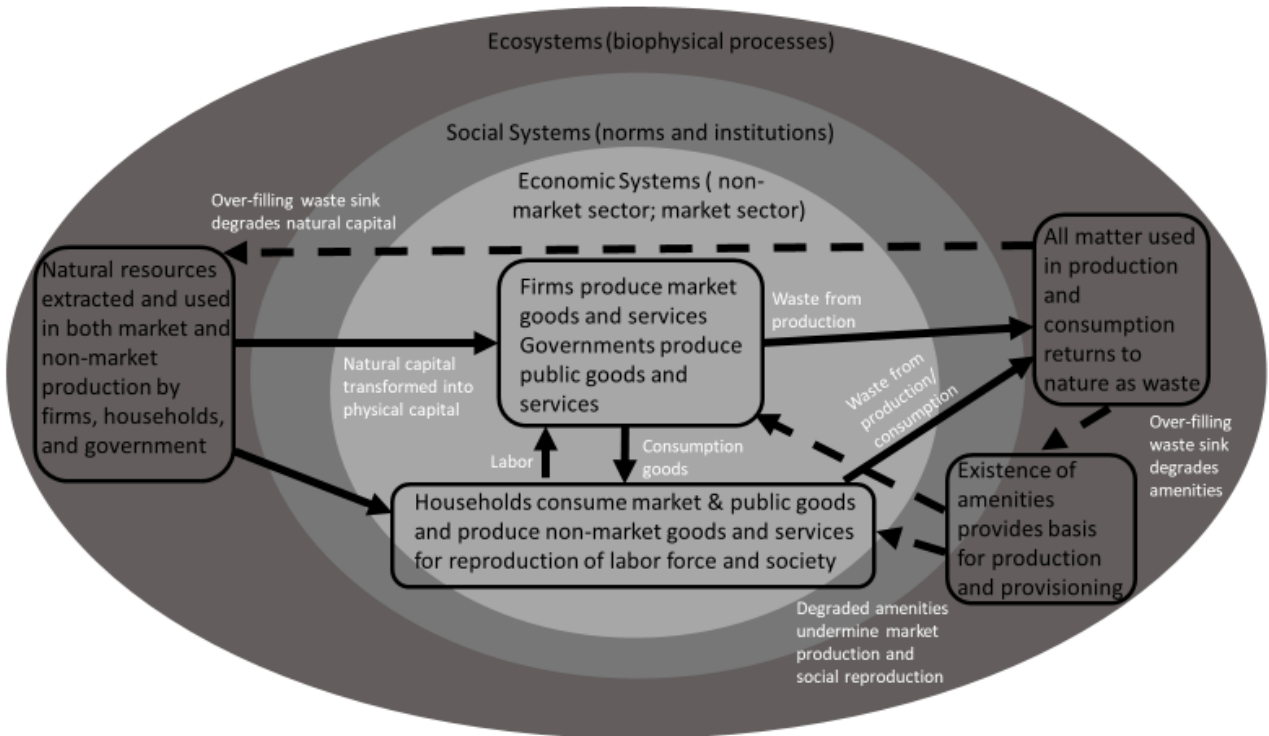 Ecosystems (biophysical processes)
Social Systems (norms and institutions)
Economic Systems ( non-
market sector; market sector)
Over-filling waste sink
degrades natural capital
Natural resources
extracted and used
in both market and
non-market
production by
firms, households,
and government
Natural capital
transformed into
physical capital
Firms produce market
goods and services
Governments produce
public goods and
services
Waste from
production
All matter used
in production
and
consumption
returns to
nature as waste
Waste from
production/
consumption
Labor
Consumption
goods
Households consume market & public goods
and produce non-market goods and services
for reproduction of labor force and society
Over-filling
waste sink
degrades
amenities
Existence of
amenities
provides basis
for production
and provisioning
Degraded amenities
undermine market
production and
social reproduction